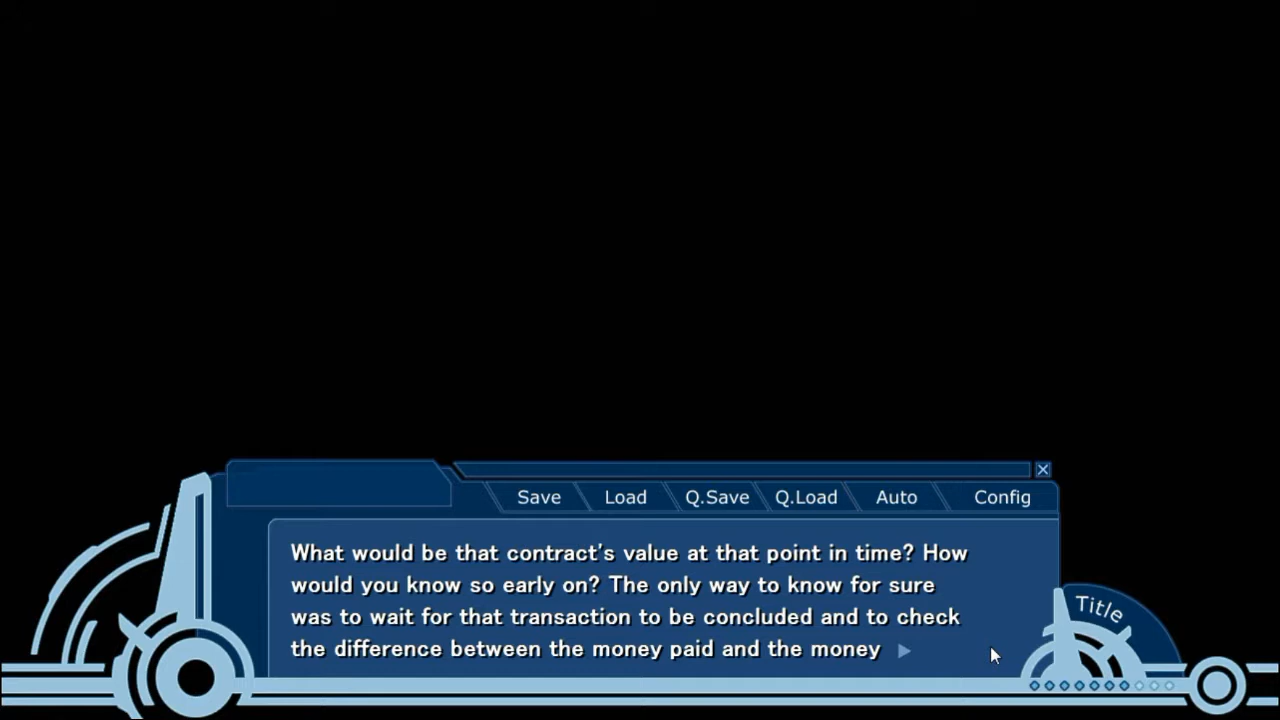 Save Load Q.Save Q.Load Auto Config
What would be that contract's value at that point in time? How
would you know so early on? The only way to know for sure
was to wait for that transaction to be concluded and to check
the difference between the money paid and the money
Title